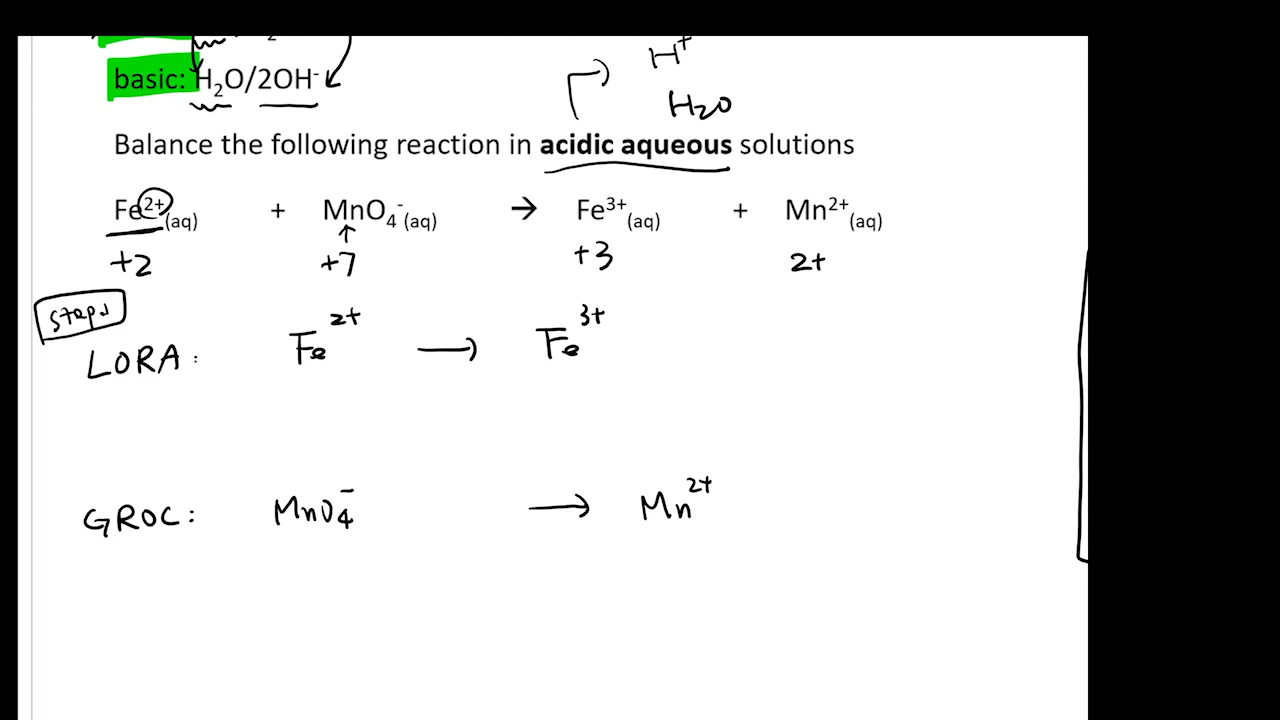 H⁺
basic: H₂O/2OH⁻
H₂O
Balance the following reaction in acidic aqueous solutions
Fe²⁺(aq) + MnO₄⁻(aq) → Fe³⁺(aq) + Mn²⁺(aq)
+2 +7 +3 2+
Steps
LORA: Fe²⁺ → Fe³⁺
GROC: MnO₄⁻ → Mn²⁺